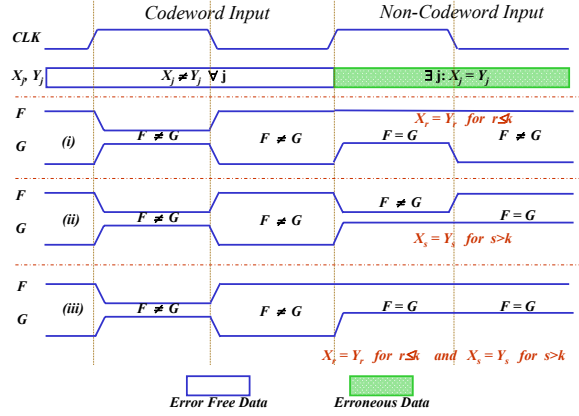 Codeword Input
Non-Codeword Input
CLK
X_j, Y_j
X_j ≠ Y_j ∀ j
∃ j: X_j = Y_j
F
X_r = Y_r for r≤k
G
(i)
F ≠ G
F ≠ G
F = G
F ≠ G
F
F ≠ G
G
(ii)
F ≠ G
F ≠ G
F = G
X_s = Y_s for s>k
F
G
(iii)
F ≠ G
F ≠ G
F = G
F = G
X_r = Y_r for r≤k and X_s = Y_s for s>k
Error Free Data
Erroneous Data